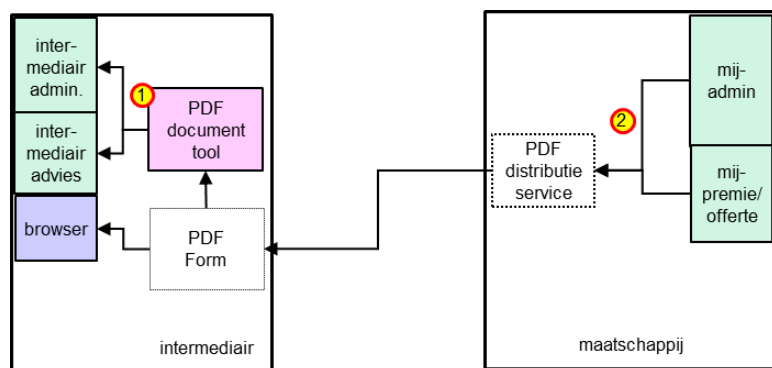 inter-
mediair
admin.
inter-
mediair
advies
browser
1
PDF
document
tool
PDF
Form
intermediair
2
PDF
distributie
service
mij-
admin
mij-
premie/
offerte
maatschappij